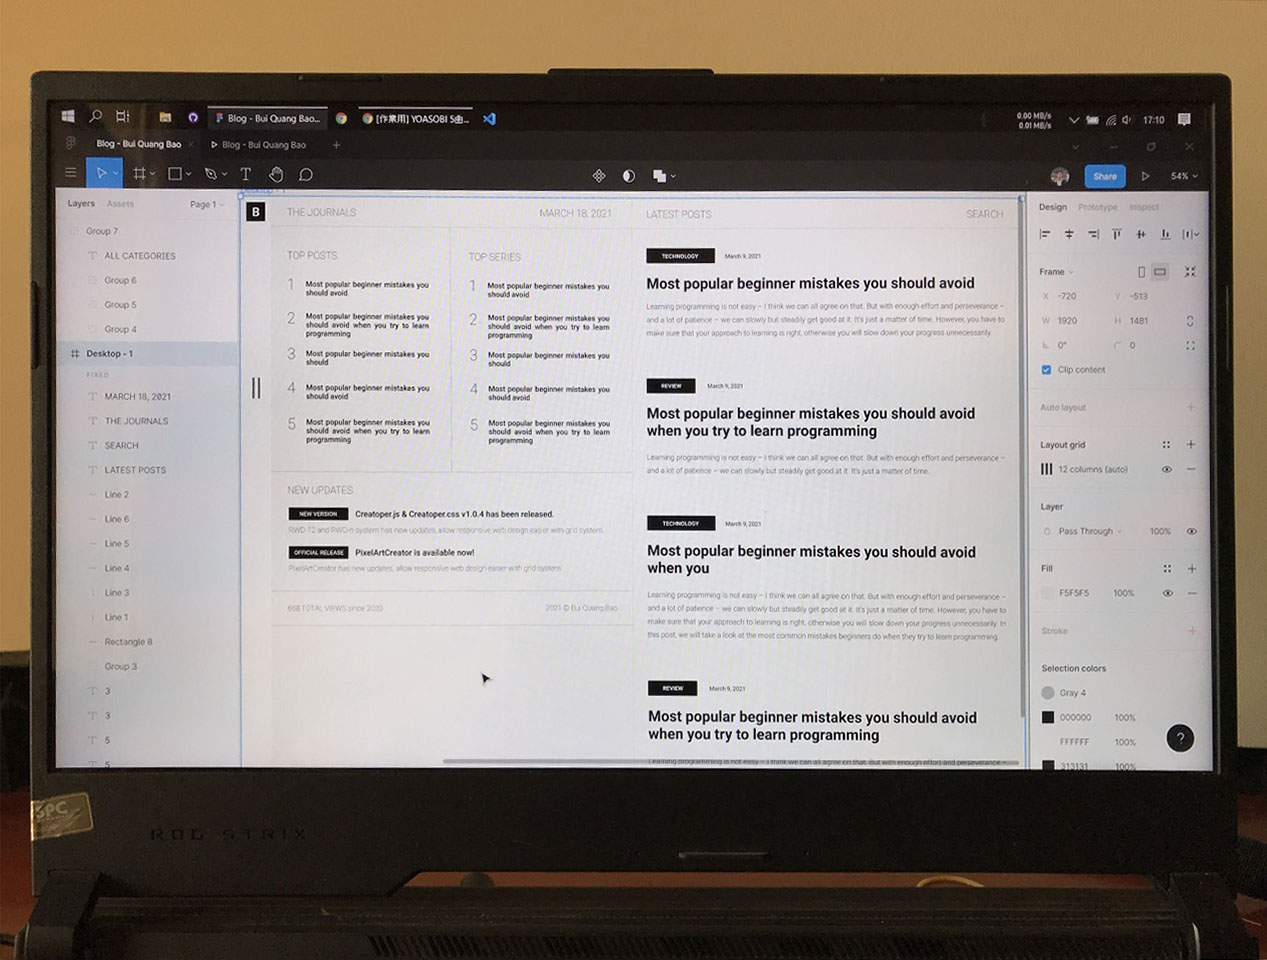 Blog - Bui Quang Bao...
[作業用] YOASOBI 5曲...
0.00 MB/s
0.01 MB/s
17:10
Blog - Bui Quang Bao
Blog - Bui Quang Bao
Share
54%
Layers
Assets
Page 1
Group 7
ALL CATEGORIES
Group 6
Group 5
Group 4
Desktop - 1
FIXED
MARCH 18, 2021
THE JOURNALS
SEARCH
LATEST POSTS
Line 2
Line 6
Line 5
Line 4
Line 3
Line 1
Rectangle 8
Group 3
3
3
5
5
Desktop - 1
B
THE JOURNALS
MARCH 18, 2021
TOP POSTS
1
Most popular beginner mistakes you
should avoid
2
Most popular beginner mistakes you
should avoid when you try to learn
programming
3
Most popular beginner mistakes you
should
4
Most popular beginner mistakes you
should avoid
5
Most popular beginner mistakes you
should avoid when you try to learn
programming
TOP SERIES
1
Most popular beginner mistakes you
should avoid
2
Most popular beginner mistakes you
should avoid when you try to learn
programming
3
Most popular beginner mistakes you
should
4
Most popular beginner mistakes you
should avoid
5
Most popular beginner mistakes you
should avoid when you try to learn
programming
NEW UPDATES
NEW VERSION
Creatoper.js & Creatoper.css v1.0.4 has been released.
RWD-12 and RWD-n system has new updates, allow responsive web design easier with grid system.
OFFICIAL RELEASE
PixelArtCreator is available now!
PixelArtCreator has new updates, allow responsive web design easier with grid system
658 TOTAL VIEWS since 2020
2021 © Bui Quang Bao
LATEST POSTS
SEARCH
TECHNOLOGY
March 9, 2021
Most popular beginner mistakes you should avoid
Learning programming is not easy – I think we can all agree on that. But with enough effort and perseverance –
and a lot of patience – we can slowly but steadily get good at it. It's just a matter of time. However, you have to
make sure that your approach to learning is right, otherwise you will slow down your progress unnecessarily.
REVIEW
March 9, 2021
Most popular beginner mistakes you should avoid
when you try to learn programming
Learning programming is not easy – I think we can all agree on that. But with enough effort and perseverance –
and a lot of patience – we can slowly but steadily get good at it. It's just a matter of time.
TECHNOLOGY
March 9, 2021
Most popular beginner mistakes you should avoid
when you
Learning programming is not easy – I think we can all agree on that. But with enough effort and perseverance –
and a lot of patience – we can slowly but steadily get good at it. It's just a matter of time. However, you have to
make sure that your approach to learning is right, otherwise you will slow down your progress unnecessarily. In
this post, we will take a look at the most common mistakes beginners do when they try to learn programming.
REVIEW
March 9, 2021
Most popular beginner mistakes you should avoid
when you try to learn programming
Learning programming is not easy – I think we can all agree on that. But with enough effort and perseverance –
Design
Prototype
Inspect
Frame
X -720
Y -513
W 1920
H 1481
0°
0
Clip content
Auto layout
Layout grid
12 columns (auto)
Layer
Pass Through
100%
Fill
F5F5F5
100%
Stroke
Selection colors
Gray 4
000000
100%
FFFFFF
100%
313131
100%
?
ROG STRIX